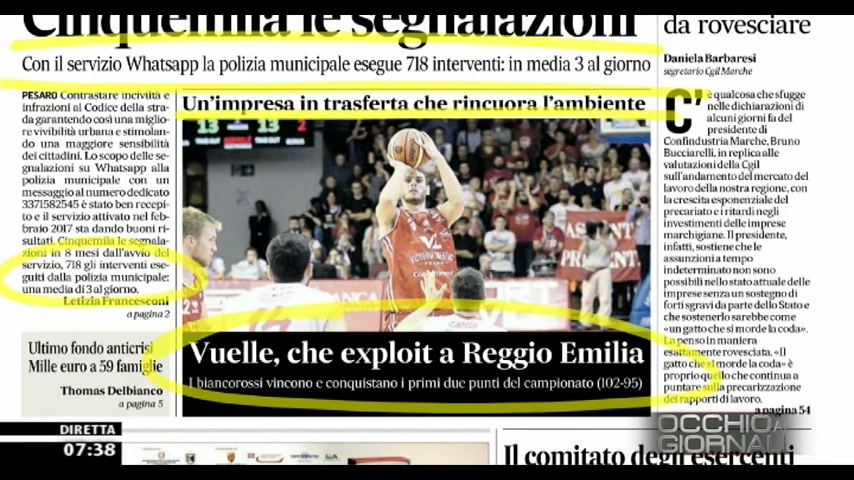 Cinquemila le segnalazioni
Con il servizio Whatsapp la polizia municipale esegue 718 interventi: in media 3 al giorno
PESARO Contrastare inciviltà e
infrazioni al Codice della stra-
da garantendo così una miglio-
re vivibilità urbana e stimolan-
do una maggiore sensibilità
dei cittadini. Lo scopo delle se-
gnalazioni su Whatsapp alla
polizia municipale con un
messaggio al numero dedicato
3371582545 è stato ben recepi-
to e il servizio attivato nel feb-
braio 2017 sta dando buoni ri-
sultati. Cinquemila le segnala-
zioni in 8 mesi dall'avvio del
servizio, 718 gli interventi ese-
guiti dalla polizia municipale:
una media di 3 al giorno.
Letizia Francesconi
a pagina 2
Ultimo fondo anticrisi
Mille euro a 59 famiglie
Thomas Delbianco
a pagina 5
Un'impresa in trasferta che rincuora l'ambiente
13
13
2
Vuelle, che exploit a Reggio Emilia
I biancorossi vincono e conquistano i primi due punti del campionato (102-95)
da rovesciare
Daniela Barbaresi
segretario Cgil Marche
C'è qualcosa che sfugge
nelle dichiarazioni di
alcuni giorni fa del
presidente di
Confindustria Marche, Bruno
Bucciarelli, in replica alle
valutazioni della Cgil
sull'andamento del mercato del
lavoro della nostra regione, con
la crescita esponenziale del
precariato e i ritardi negli
investimenti delle imprese
marchigiane. Il presidente,
infatti, sostiene che le
assunzioni a tempo
indeterminato non sono
possibili nello stato attuale delle
imprese senza un sostegno di
forti sgravi da parte dello Stato e
che sostenerlo sarebbe come
«un gatto che si morde la coda».
La penso in maniera
esattamente rovesciata. «Il
gatto che si morde la coda» è
proprio quello che continua a
puntare sulla precarizzazione
dei rapporti di lavoro.
a pagina 54
Il comitato degli esercenti
OCCHIO AI
GIORNALI
DIRETTA
07:38